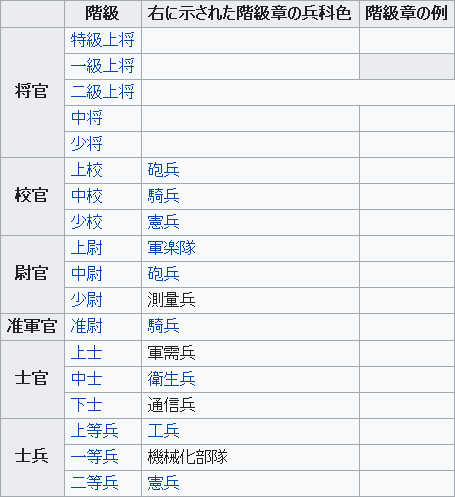 階級 右に示された階級章の兵科色 階級章の例
将官 特級上将
一級上将
二級上将
中将
少将
校官 上校 砲兵
中校 騎兵
少校 憲兵
尉官 上尉 軍楽隊
中尉 砲兵
少尉 測量兵
准軍官 准尉 騎兵
士官 上士 軍需兵
中士 衛生兵
下士 通信兵
士兵 上等兵 工兵
一等兵 機械化部隊
二等兵 憲兵